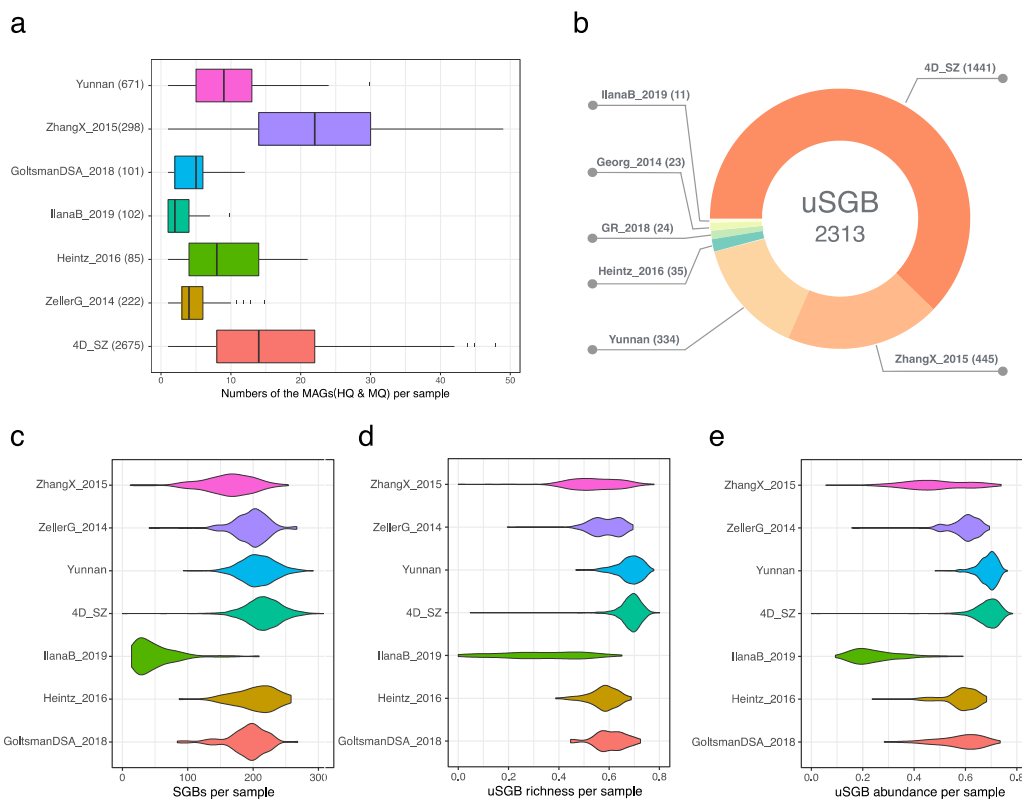 a
Yunnan (671)
ZhangX_2015(298)
GoltsmanDSA_2018 (101)
IlanaB_2019 (102)
Heintz_2016 (85)
ZellerG_2014 (222)
4D_SZ (2675)
0 10 20 30 40 50
Numbers of the MAGs(HQ & MQ) per sample
b
4D_SZ (1441)
IlanaB_2019 (11)
Georg_2014 (23)
GR_2018 (24)
Heintz_2016 (35)
Yunnan (334)
ZhangX_2015 (445)
uSGB
2313
c
ZhangX_2015
ZellerG_2014
Yunnan
4D_SZ
IlanaB_2019
Heintz_2016
GoltsmanDSA_2018
0 100 200 300
SGBs per sample
d
ZhangX_2015
ZellerG_2014
Yunnan
4D_SZ
IlanaB_2019
Heintz_2016
GoltsmanDSA_2018
0.0 0.2 0.4 0.6 0.8
uSGB richness per sample
e
ZhangX_2015
ZellerG_2014
Yunnan
4D_SZ
IlanaB_2019
Heintz_2016
GoltsmanDSA_2018
0.0 0.2 0.4 0.6 0.8
uSGB abundance per sample